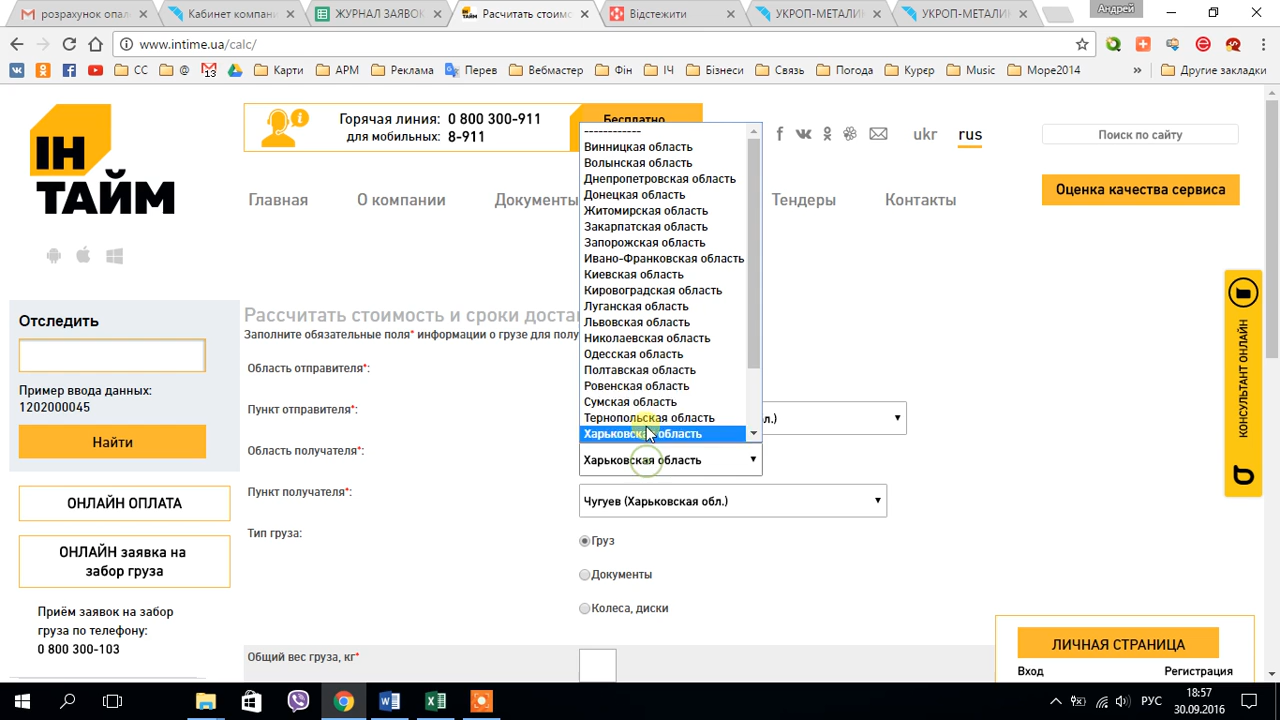 розрахунок опал
Кабинет компани
ЖУРНАЛ ЗАЯВОК
Расчитать стоимо
Відстежити
УКРОП-МЕТАЛИ
УКРОП-МЕТАЛИ
Андрей
www.intime.ua/calc/
13
СС
@
Карти
АРМ
Реклама
Перев
Вебмастер
Фін
ІЧ
Бізнеси
Связь
Погода
Курєр
Music
Море2014
»
Другие закладки
ІН
ТАЙМ
Горячая линия: 0 800 300-911
для мобильных: 8-911
Бесплатно
ukr
rus
Поиск по сайту
Главная
О компании
Документы
Тендеры
Контакты
Оценка качества сервиса
------------
Винницкая область
Волынская область
Днепропетровская область
Донецкая область
Житомирская область
Закарпатская область
Запорожская область
Ивано-Франковская область
Киевская область
Кировоградская область
Луганская область
Львовская область
Николаевская область
Одесская область
Полтавская область
Ровенская область
Сумская область
Тернопольская область
Харьковская область
Отследить
Пример ввода данных:
1202000045
Найти
ОНЛАЙН ОПЛАТА
ОНЛАЙН заявка на
забор груза
Приём заявок на забор
груза по телефону:
0 800 300-103
Рассчитать стоимость и сроки доста
Заполните обязательные поля* информации о грузе для пол
Область отправителя*:
Пункт отправителя*:
л.)
Область получателя*:
Харьковская область
Пункт получателя*:
Чугуев (Харьковская обл.)
Тип груза:
Груз
Документы
Колеса, диски
Общий вес груза, кг*
КОНСУЛЬТАНТ ОНЛАЙН
ЛИЧНАЯ СТРАНИЦА
Вход
Регистрация
РУС
18:57
30.09.2016